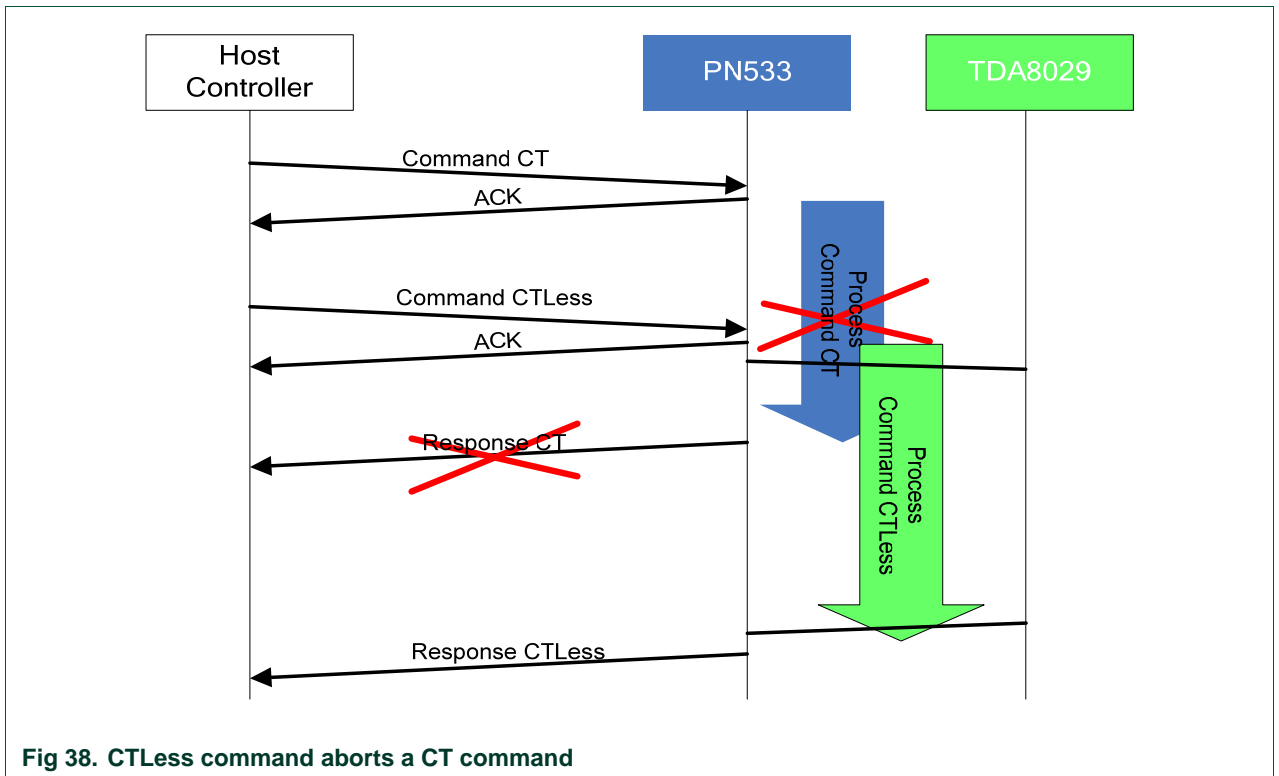 Host
Controller
PN533
TDA8029
Command CT
ACK
Process
Command CT
Command CTLess
ACK
Response CT
Process
Command CTLess
Response CTLess
Fig 38. CTLess command aborts a CT command